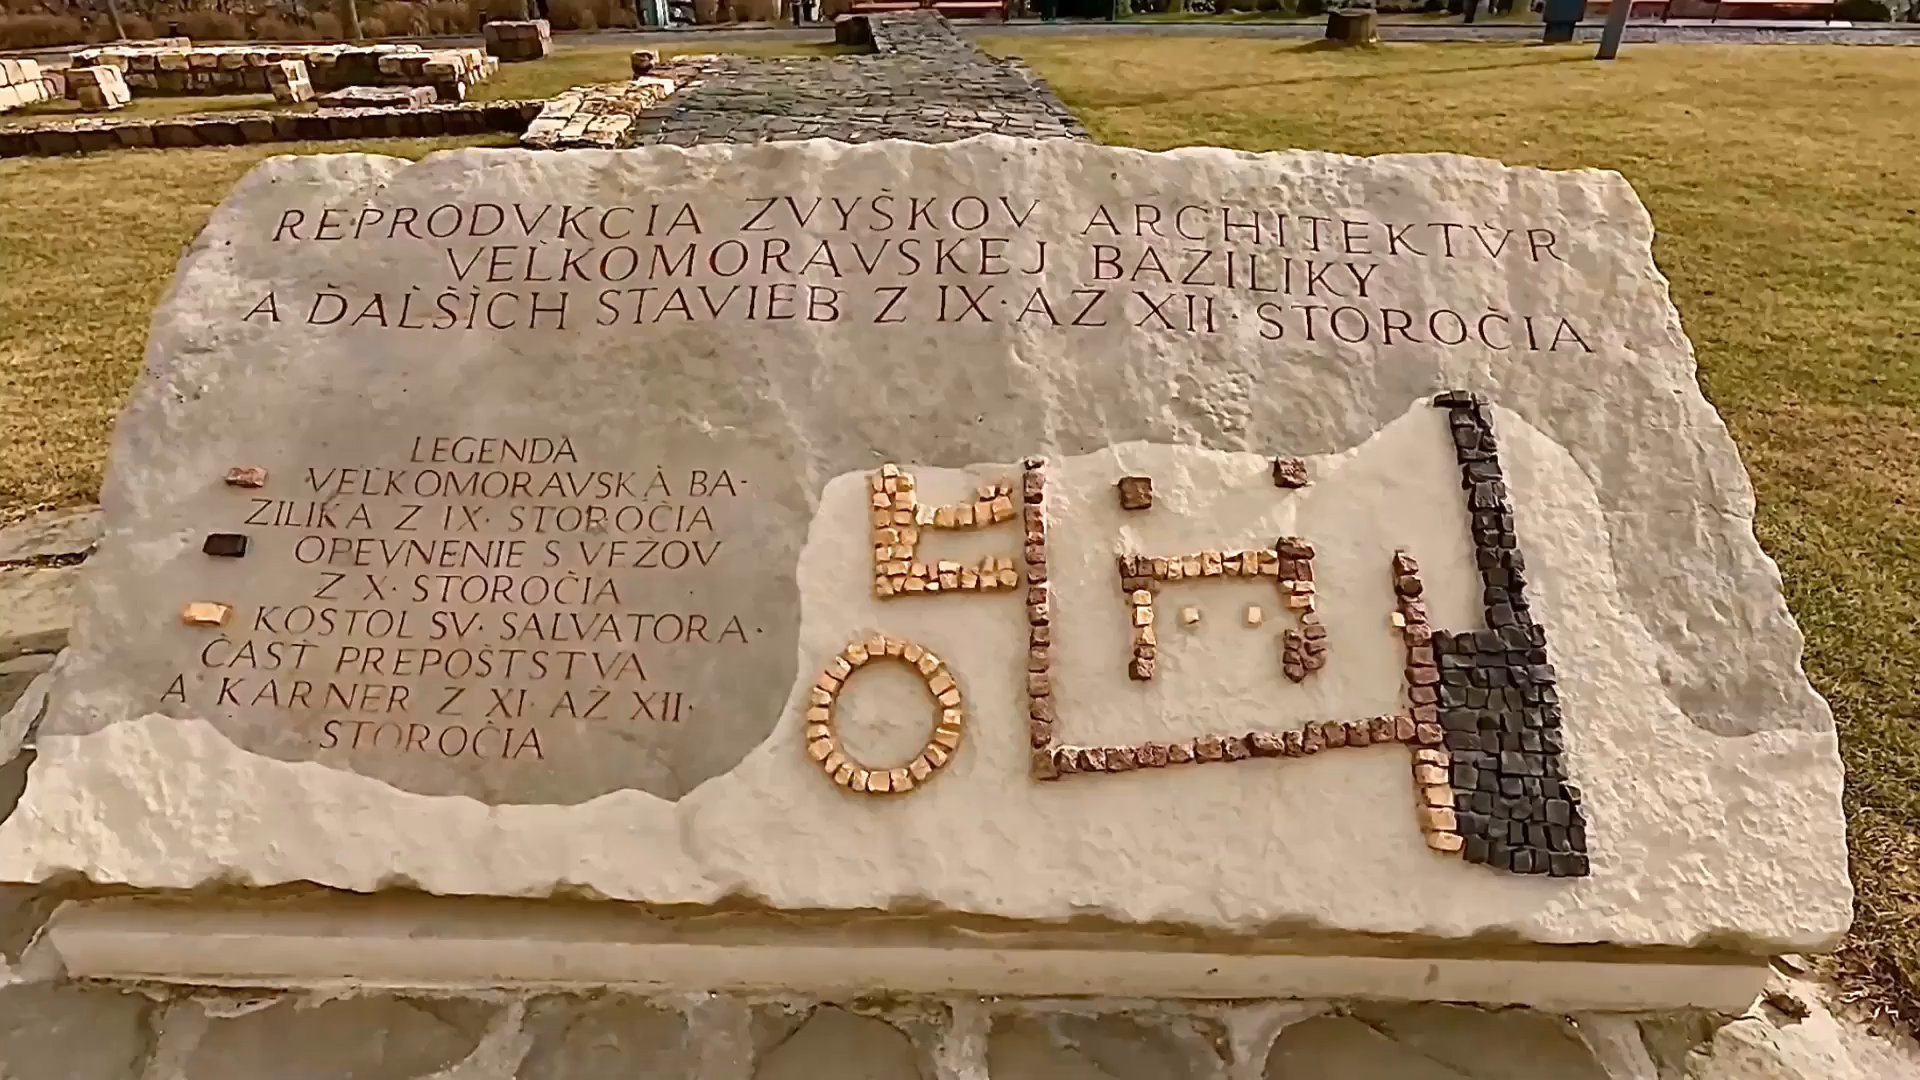 REPRODVKCIA ZVYŠKOV ARCHITEKTVR
VEĽKOMORAVSKEJ BAZILIKY
A ĎALŠÍCH STAVIEB Z IX· AŽ XII· STOROČIA
LEGENDA
VEĽKOMORAVSKÁ BA-
ZILIKA Z IX· STOROČIA
OPEVNENIE S VEŽOV
Z X· STOROČIA
KOSTOL SV· SALVATORA·
ČASŤ PREPOŠTSTVA
A KARNER Z XI· AŽ XII·
STOROČIA